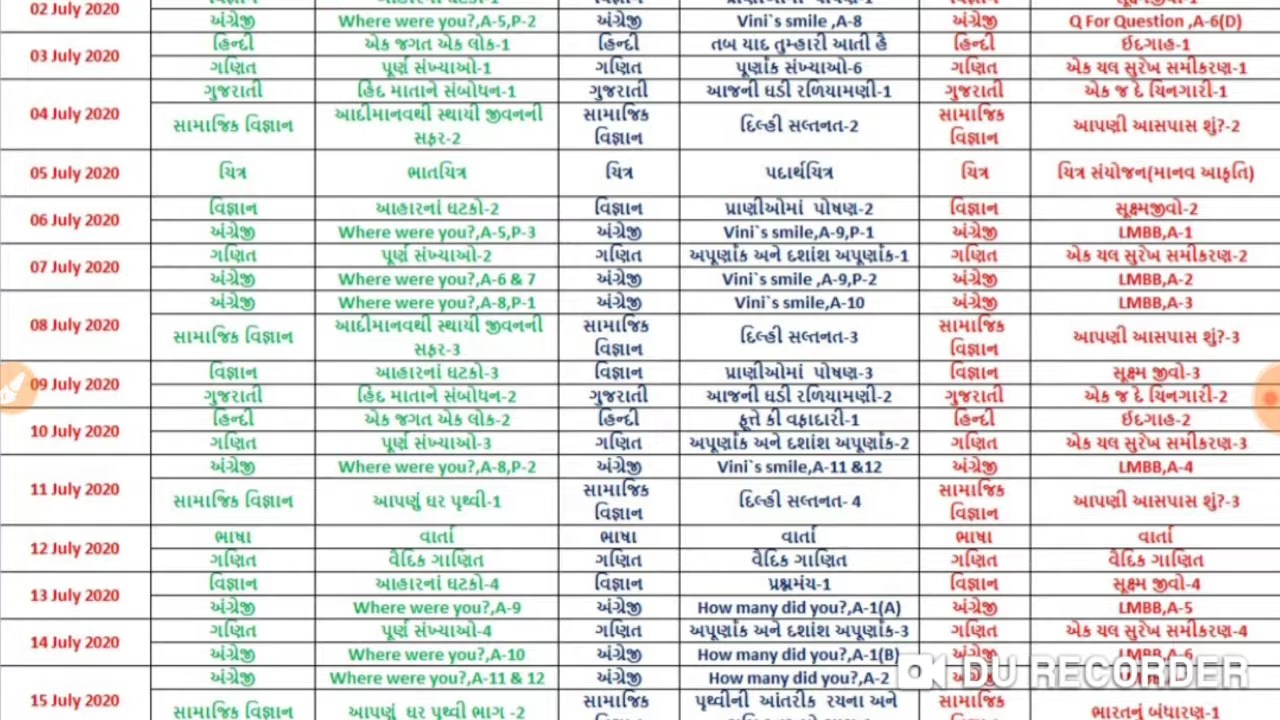 02 July 2020
અંગ્રેજી Where were you?,A-5,P-2 અંગ્રેજી Vini's smile ,A-8 અંગ્રેજી Q For Question ,A-6(D)
03 July 2020
હિન્દી એક જગત એક લોક-1 હિન્દી તબ યાદ તુમ્હારી આતી હૈ હિન્દી ઈદગાહ-1
ગણિત પૂર્ણ સંખ્યાઓ-1 ગણિત પૂર્ણાંક સંખ્યાઓ-6 ગણિત એક ચલ સુરેખ સમીકરણ-1
04 July 2020
ગુજરાતી હિંદ માતાને સંબોધન-1 ગુજરાતી આજની ઘડી રળિયામણી-1 ગુજરાતી એક જ દે ચિનગારી-1
સામાજિક વિજ્ઞાન આદીમાનવથી સ્થાયી જીવનની સફર-2 સામાજિક વિજ્ઞાન દિલ્હી સલ્તનત-2 સામાજિક વિજ્ઞાન આપણી આસપાસ શું?-2
05 July 2020 ચિત્ર ભાતચિત્ર ચિત્ર પદાર્થચિત્ર ચિત્ર ચિત્ર સંયોજન(માનવ આકૃતિ)
06 July 2020
વિજ્ઞાન આહારનાં ઘટકો-2 વિજ્ઞાન પ્રાણીઓમાં પોષણ-2 વિજ્ઞાન સૂક્ષ્મજીવો-2
અંગ્રેજી Where were you?,A-5,P-3 અંગ્રેજી Vini`s smile,A-9,P-1 અંગ્રેજી LMBB,A-1
07 July 2020
ગણિત પૂર્ણ સંખ્યાઓ-2 ગણિત અપૂર્ણાંક અને દશાંશ અપૂર્ણાંક-1 ગણિત એક ચલ સુરેખ સમીકરણ-2
અંગ્રેજી Where were you?,A-6 & 7 અંગ્રેજી Vini`s smile ,A-9,P-2 અંગ્રેજી LMBB,A-2
08 July 2020
અંગ્રેજી Where were you?,A-8,P-1 અંગ્રેજી Vini`s smile,A-10 અંગ્રેજી LMBB,A-3
સામાજિક વિજ્ઞાન આદીમાનવથી સ્થાયી જીવનની સફર-3 સામાજિક વિજ્ઞાન દિલ્હી સલ્તનત-3 સામાજિક વિજ્ઞાન આપણી આસપાસ શું?-3
09 July 2020
વિજ્ઞાન આહારનાં ઘટકો-3 વિજ્ઞાન પ્રાણીઓમાં પોષણ-3 વિજ્ઞાન સૂક્ષ્મ જીવો-3
ગુજરાતી હિંદ માતાને સંબોધન-2 ગુજરાતી આજની ઘડી રળિયામણી-2 ગુજરાતી એક જ દે ચિનગારી-2
10 July 2020
હિન્દી એક જગત એક લોક-2 હિન્દી કૂત્તે કી વફાદારી-1 હિન્દી ઈદગાહ-2
ગણિત પૂર્ણ સંખ્યાઓ-3 ગણિત અપૂર્ણાંક અને દશાંશ અપૂર્ણાંક-2 ગણિત એક ચલ સુરેખ સમીકરણ-3
11 July 2020
અંગ્રેજી Where were you?,A-8,P-2 અંગ્રેજી Vini`s smile,A-11 &12 અંગ્રેજી LMBB,A-4
સામાજિક વિજ્ઞાન આપણું ઘર પૃથ્વી-1 સામાજિક વિજ્ઞાન દિલ્હી સલ્તનત- 4 સામાજિક વિજ્ઞાન આપણી આસપાસ શું?-3
12 July 2020
ભાષા વાર્તા ભાષા વાર્તા ભાષા વાર્તા
ગણિત વૈદિક ગાણિત ગણિત વૈદિક ગાણિત ગણિત વૈદિક ગાણિત
13 July 2020
વિજ્ઞાન આહારનાં ઘટકો-4 વિજ્ઞાન પ્રશ્નમંચ-1 વિજ્ઞાન સૂક્ષ્મ જીવો-4
અંગ્રેજી Where were you?,A-9 અંગ્રેજી How many did you?,A-1(A) અંગ્રેજી LMBB,A-5
14 July 2020
ગણિત પૂર્ણ સંખ્યાઓ-4 ગણિત અપૂર્ણાંક અને દશાંશ અપૂર્ણાંક-3 ગણિત એક ચલ સુરેખ સમીકરણ-4
અંગ્રેજી Where were you?,A-10 અંગ્રેજી How many did you?,A-1(B) અંગ્રેજી LMBB,A-6
DU RECORDER
15 July 2020
અંગ્રેજી Where were you?,A-11 & 12 અંગ્રેજી How many did you?,A-2
સામાજિક વિજ્ઞાન આપણું ઘર પૃથ્વી ભાગ -2 સામાજિક પૃથ્વીની આંતરીક રચના અને સામાજિક ભારતનું બંધારણ-1